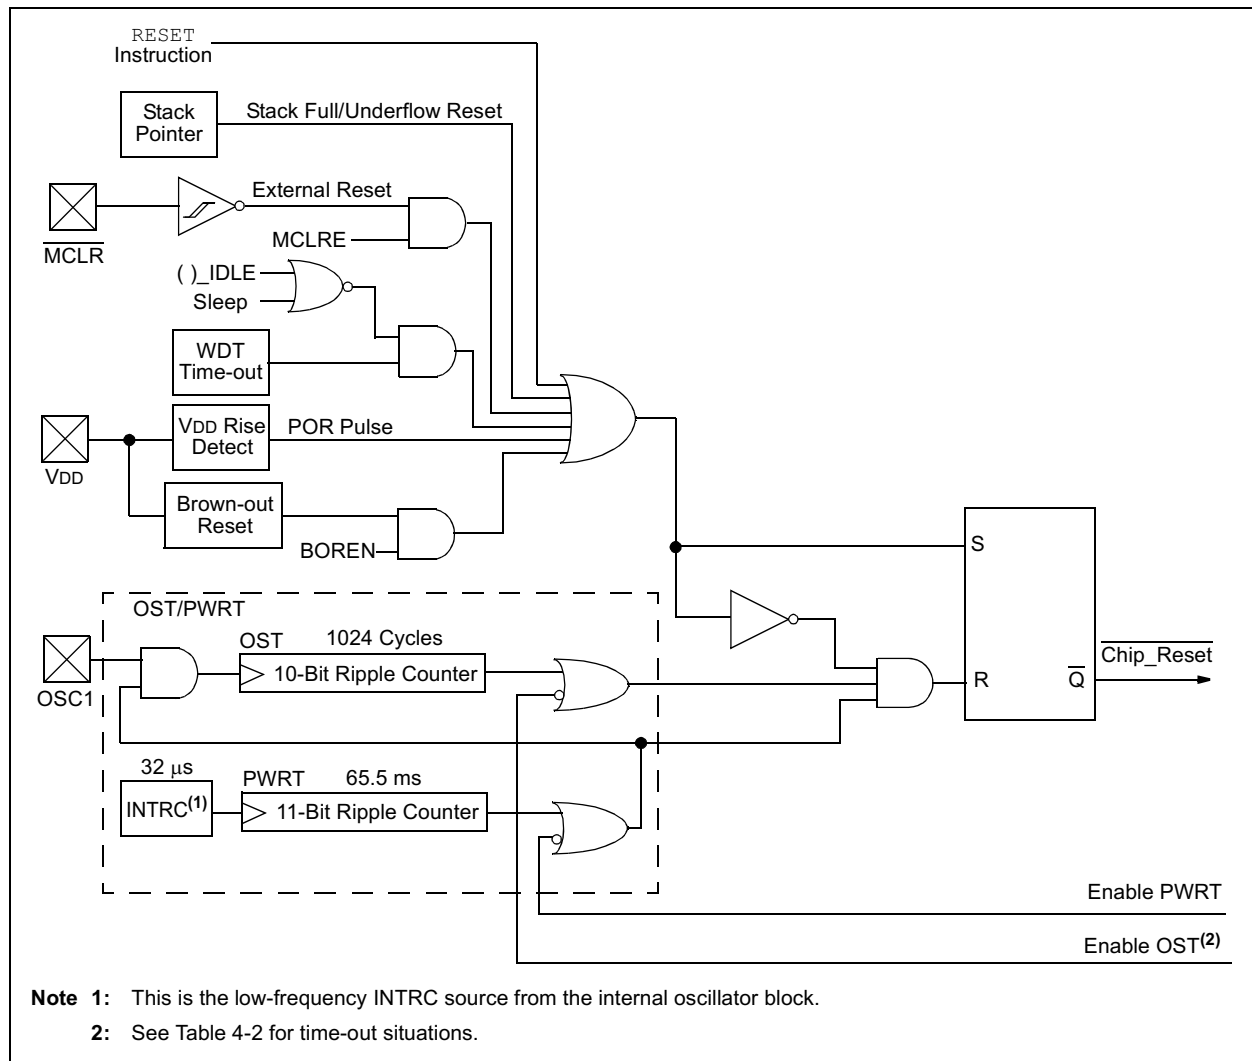 RESET
Instruction
Stack
Pointer
Stack Full/Underflow Reset
External Reset
MCLRE
MCLR
( )_IDLE
Sleep
WDT
Time-out
VDD Rise
Detect
POR Pulse
VDD
Brown-out
Reset
BOREN
S
OST/PWRT
OST
1024 Cycles
10-Bit Ripple Counter
OSC1
R
Q
Chip_Reset
32 μs
INTRC(1)
PWRT
65.5 ms
11-Bit Ripple Counter
Enable PWRT
Enable OST(2)
Note 1: This is the low-frequency INTRC source from the internal oscillator block.
2: See Table 4-2 for time-out situations.